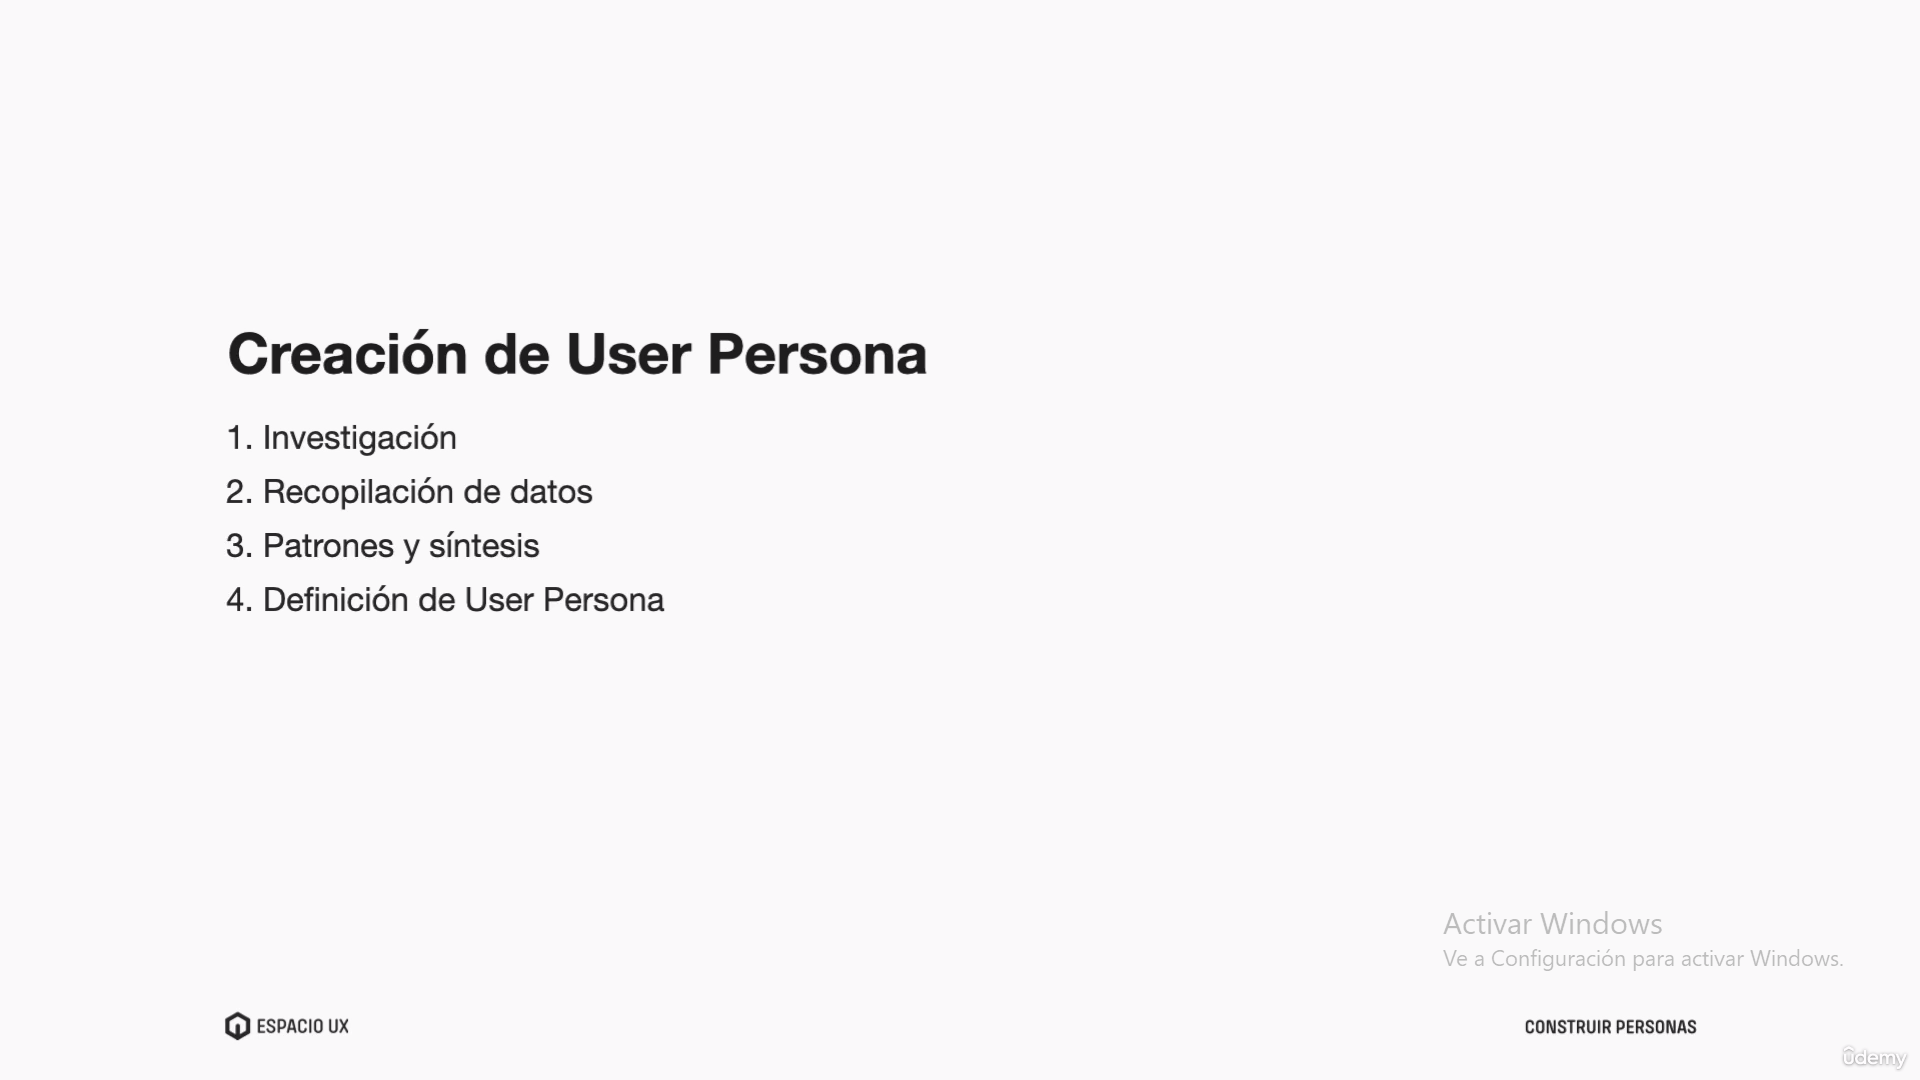 Creación de User Persona
1. Investigación
2. Recopilación de datos
3. Patrones y síntesis
4. Definición de User Persona
Activar Windows
Ve a Configuración para activar Windows.
ESPACIO UX
CONSTRUIR PERSONAS
ûdemy